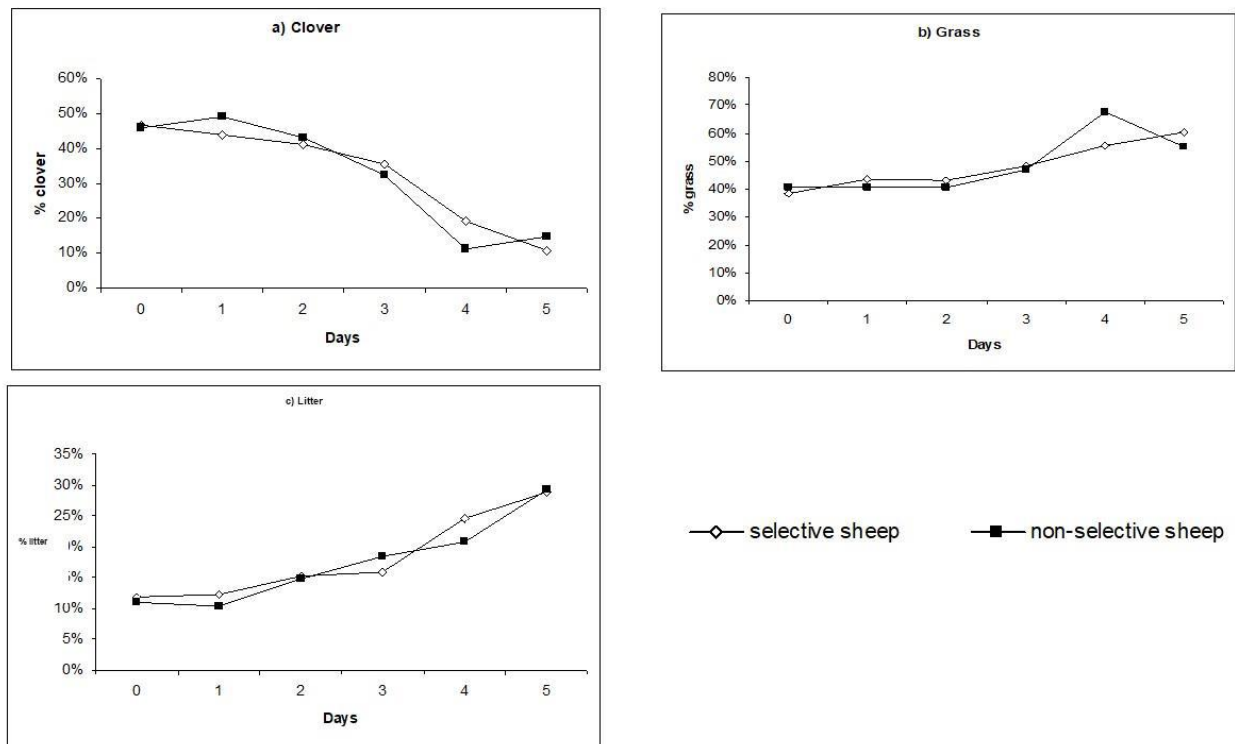 a) Clover
60%
50%
40%
30%
20%
10%
0%
% clover
0 1 2 3 4 5
Days
b) Grass
80%
70%
60%
50%
40%
30%
20%
10%
0%
% grass
0 1 2 3 4 5
Days
c) Litter
35%
30%
25%
0%
5%
10%
5%
0%
% litter
0 1 2 3 4 5
Days
selective sheep non-selective sheep